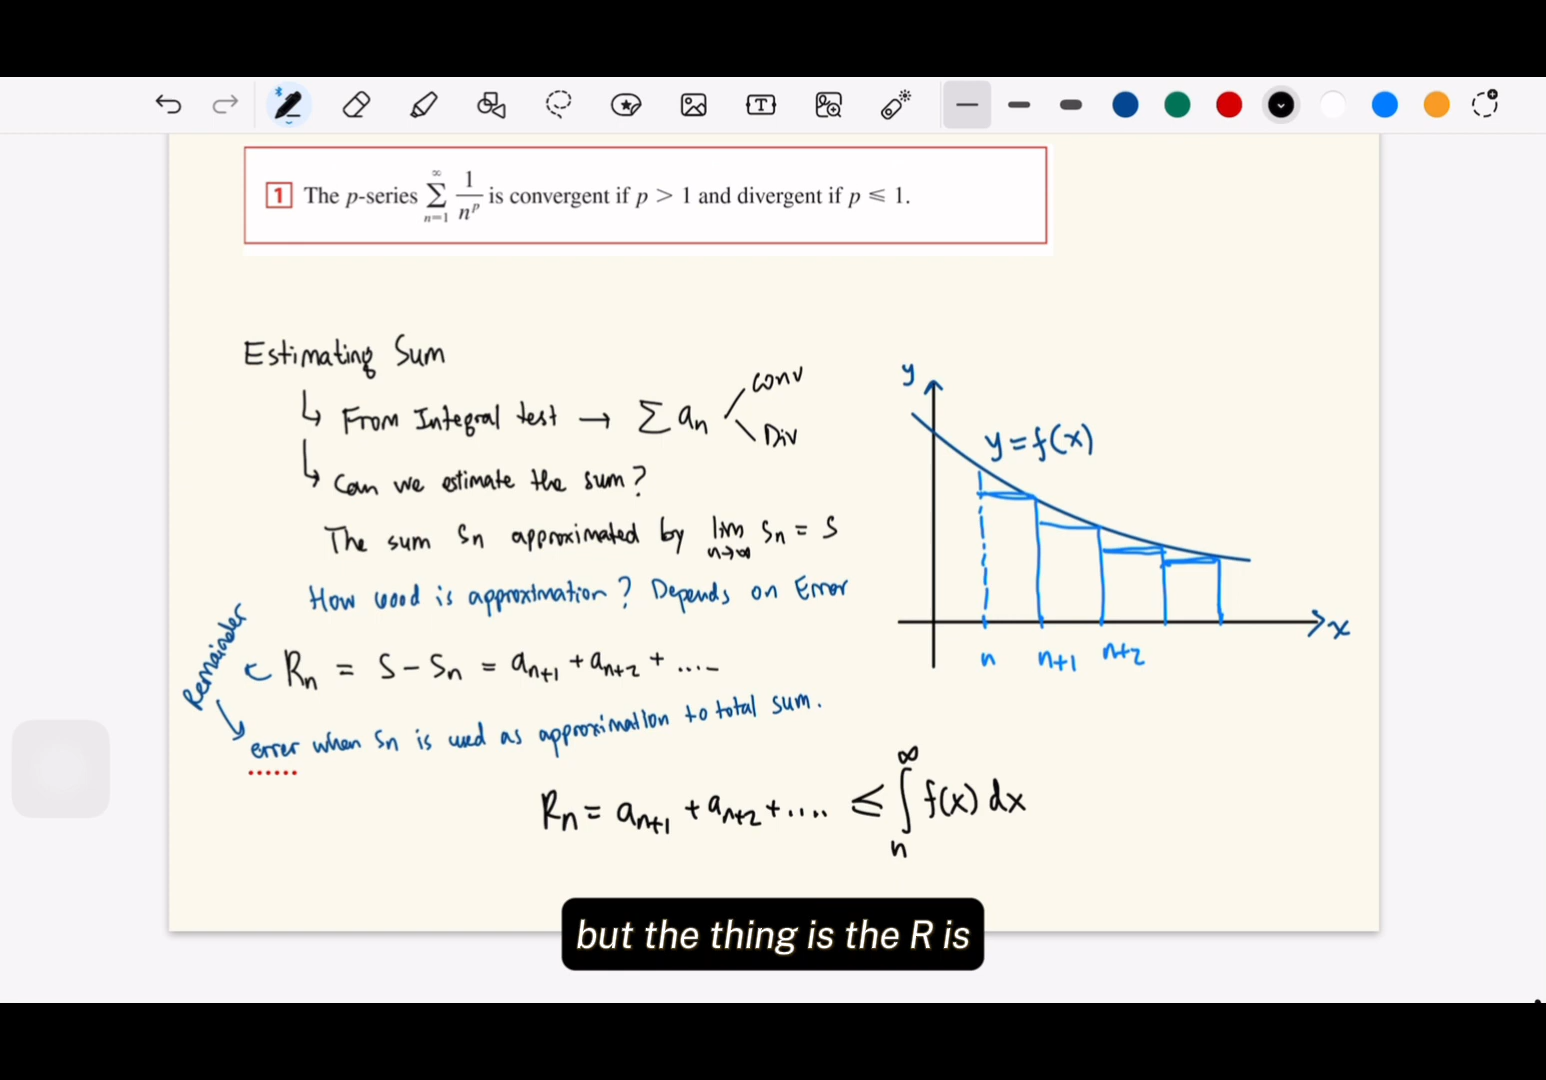 1 The p-series ∞ ∑ n=1 1/n^p is convergent if p > 1 and divergent if p ⩽ 1.
Estimating Sum
↳ From Integral test → ∑ an conv
Div
↳ Can we estimate the sum?
The sum Sn approximated by lim n→∞ Sn = S
How good is approximation? Depends on Error
Remainder
Rn = S - Sn = an+1 + an+2 + ....
error when Sn is used as approximation to total sum.
Rn = an+1 + an+2 + .... ≤ ∫ n ∞ f(x) dx
y
y = f(x)
x
n n+1 n+2
but the thing is the R is